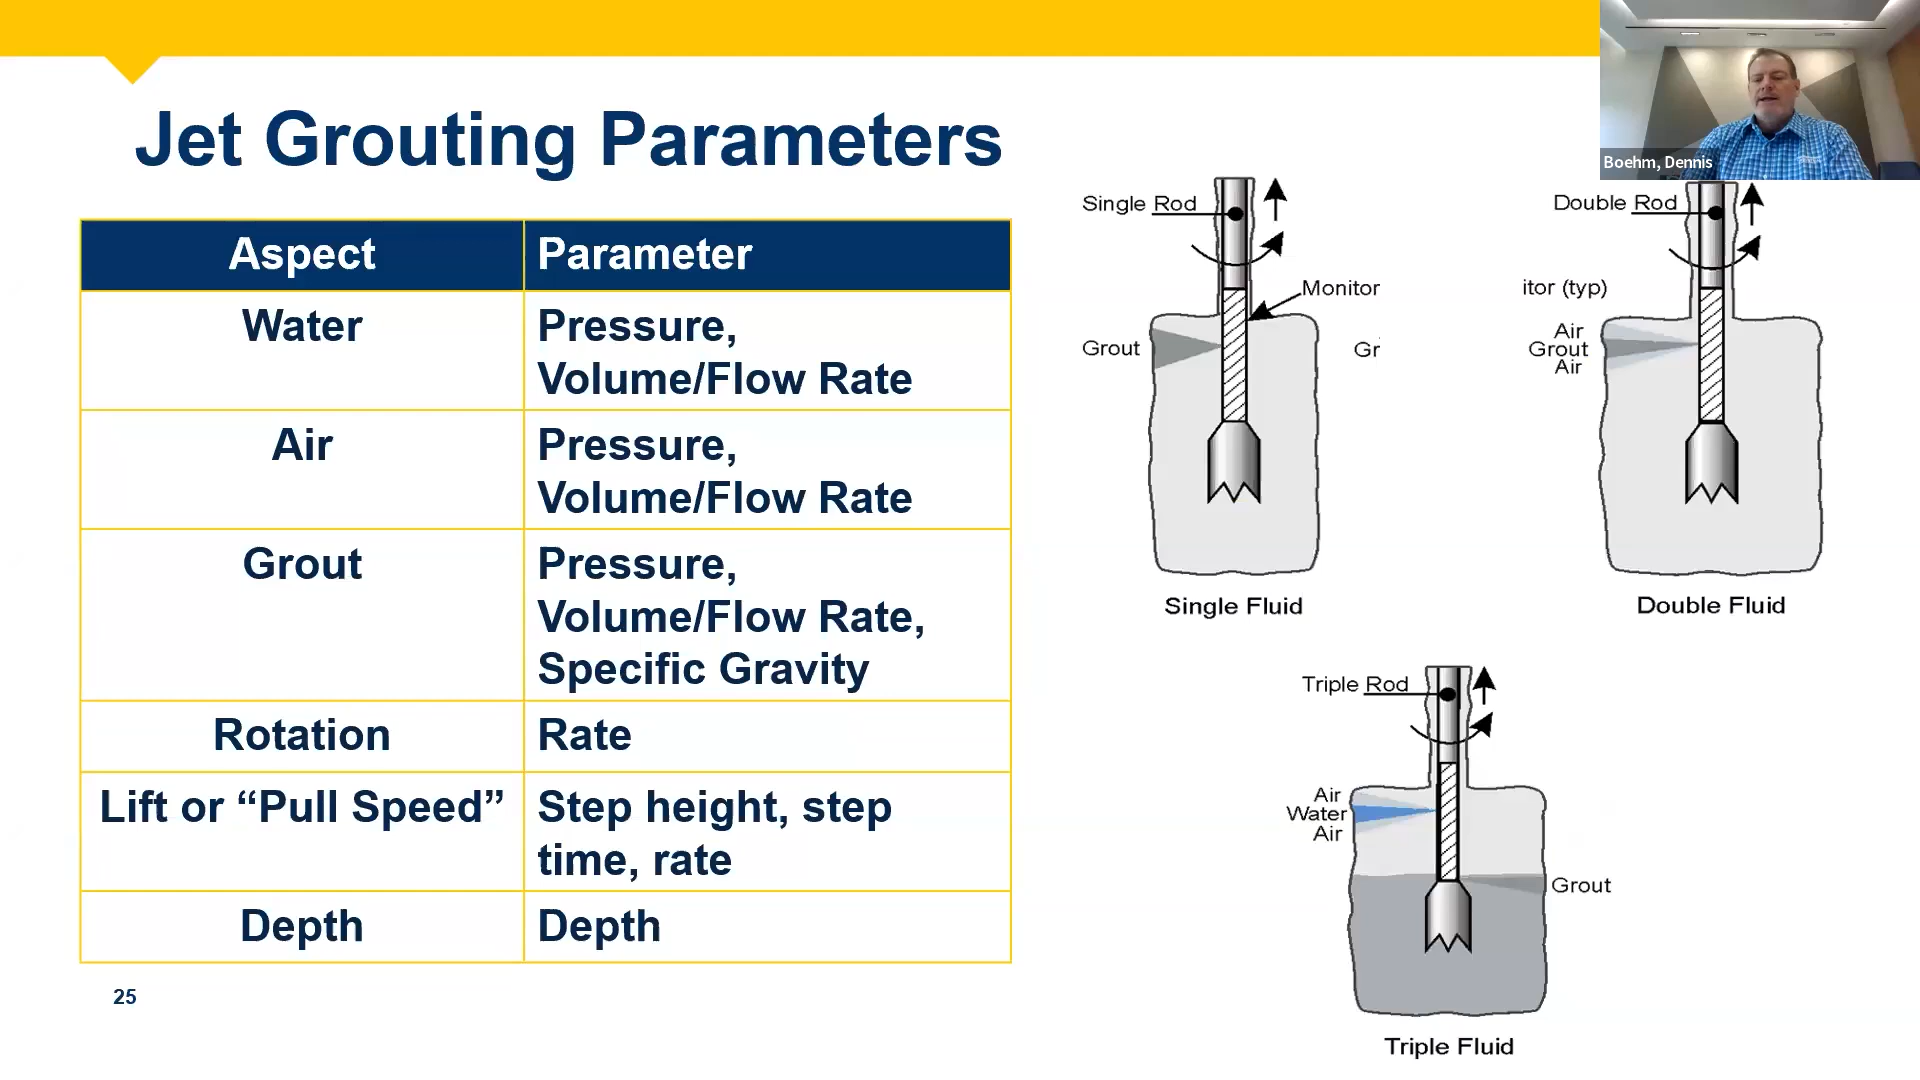 Boehm, Dennis
Jet Grouting Parameters
Aspect Parameter
Water Pressure,
Volume/Flow Rate
Air Pressure,
Volume/Flow Rate
Grout Pressure,
Volume/Flow Rate,
Specific Gravity
Rotation Rate
Lift or “Pull Speed” Step height, step
time, rate
Depth Depth
25
Single Rod
Monitor
Grout
Gr
Single Fluid
Double Rod
itor (typ)
Air
Grout
Air
Double Fluid
Triple Rod
Air
Water
Air
Grout
Triple Fluid